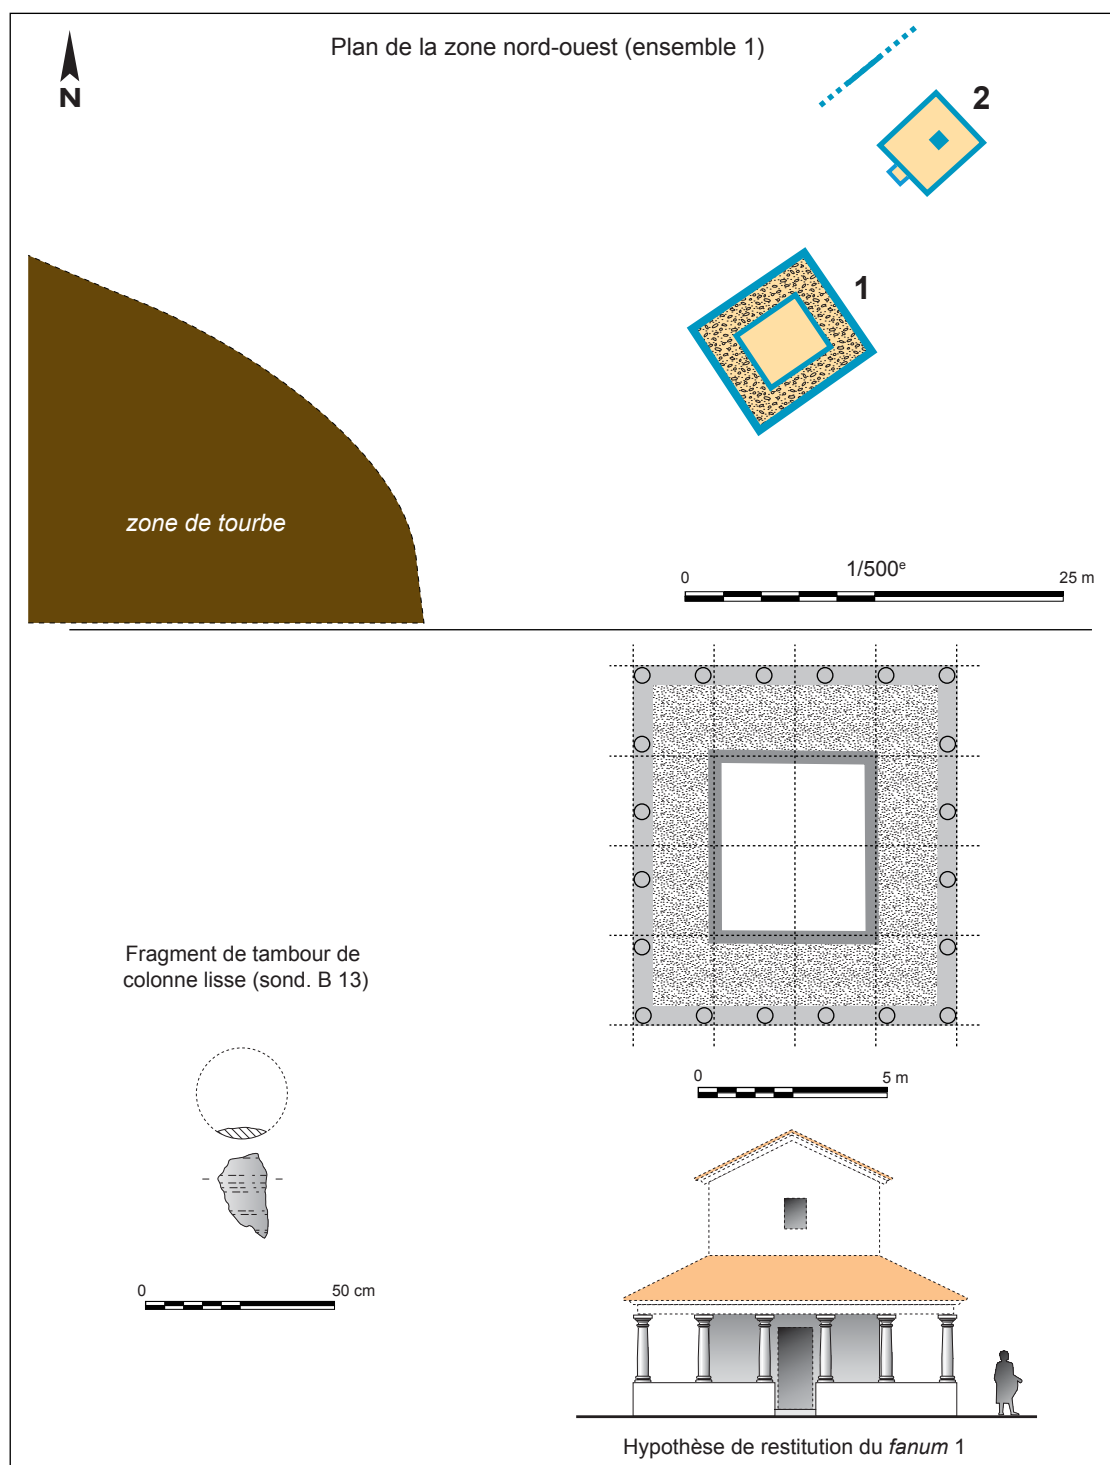 Plan de la zone nord-ouest (ensemble 1)
N
2
1
zone de tourbe
1/500e
0 25 m
Fragment de tambour de
colonne lisse (sond. B 13)
0 5 m
0 50 cm
Hypothèse de restitution du fanum 1